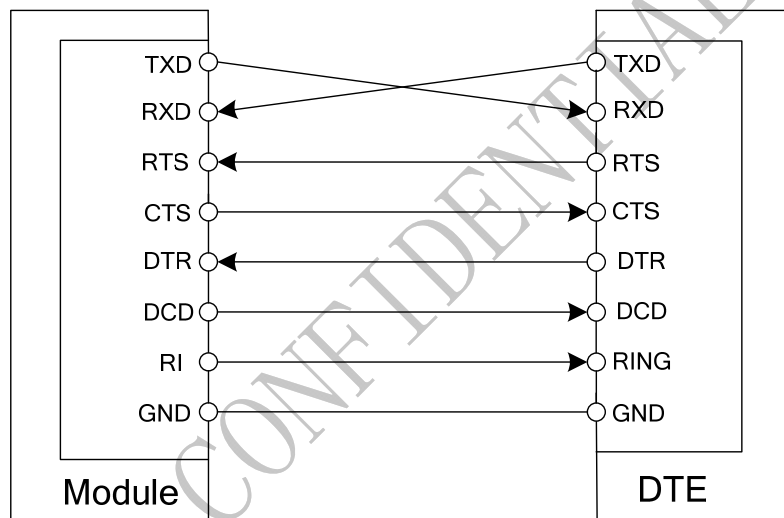 TXD
RXD
RTS
CTS
DTR
DCD
RI
GND
Module
TXD
RXD
RTS
CTS
DTR
DCD
RING
GND
DTE
CONFIDENTIAL